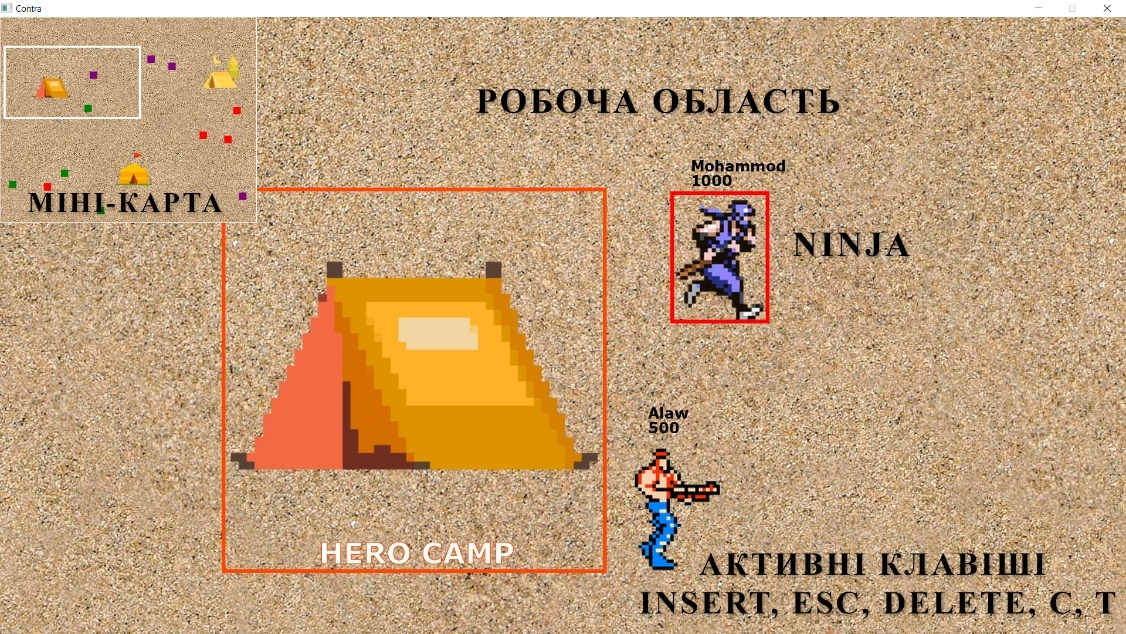 Contra
РОБОЧА ОБЛАСТЬ
Mohammod
1000
МІНІ-КАРТА
NINJA
Alaw
500
HERO CAMP
АКТИВНІ КЛАВІШІ
INSERT, ESC, DELETE, C, T